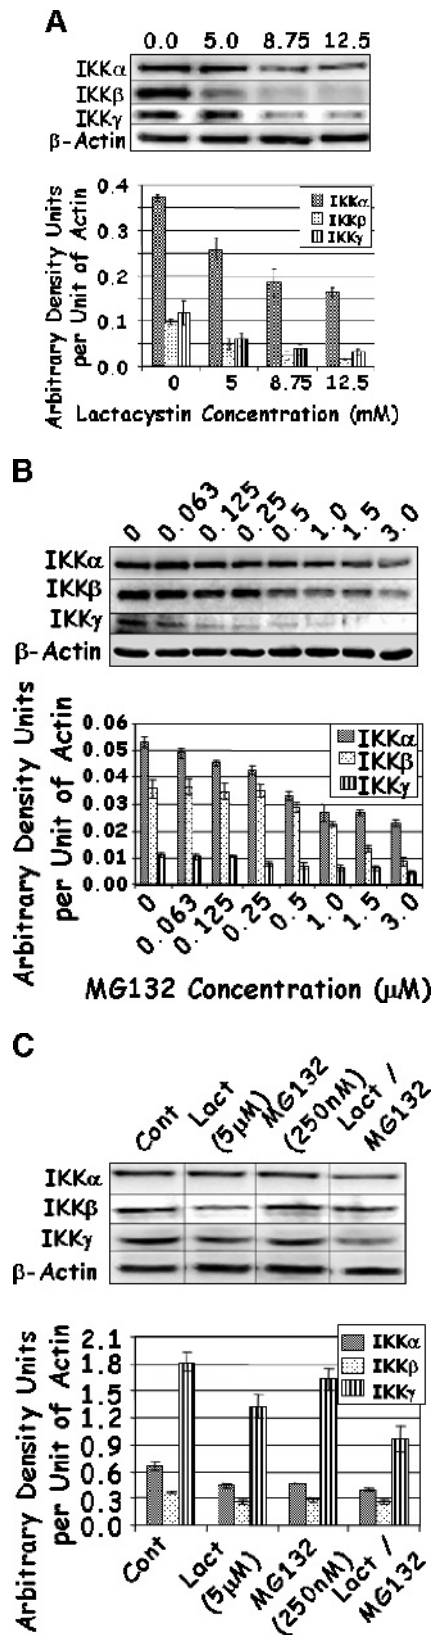 A
0.0 5.0 8.75 12.5
IKKα
IKKβ
IKKγ
β-Actin
Arbitrary Density Units
per Unit of Actin
0.4
0.3
0.2
0.1
0.0
IKKα
IKKβ
IKKγ
0 5 8.75 12.5
Lactacystin Concentration (mM)
B
0 0.063 0.125 0.25 0.5 1.0 1.5 3.0
IKKα
IKKβ
IKKγ
β-Actin
Arbitrary Density Units
per Unit of Actin
0.06
0.05
0.04
0.03
0.02
0.01
0.00
IKKα
IKKβ
IKKγ
0 0.063 0.125 0.25 0.5 1.0 1.5 3.0
MG132 Concentration (μM)
C
Cont
Lact
(5μM)
MG132
(250nM)
Lact /
MG132
IKKα
IKKβ
IKKγ
β-Actin
Arbitrary Density Units
per Unit of Actin
2.1
1.8
1.5
1.2
0.9
0.6
0.3
0.0
IKKα
IKKβ
IKKγ
Cont
Lact
(5μM)
MG132
(250nM)
Lact /
MG132